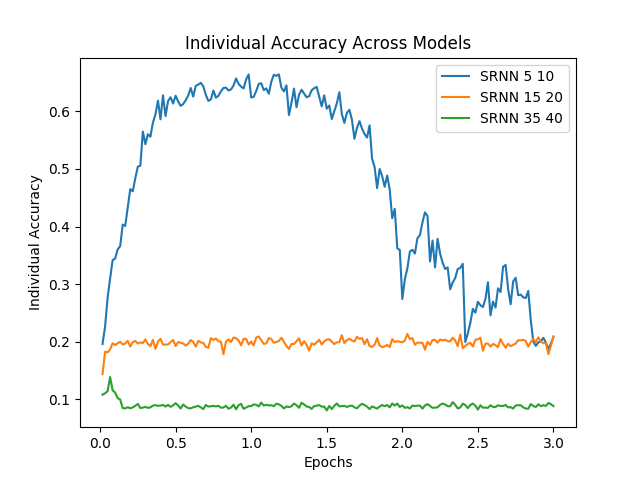 Individual Accuracy Across Models
SRNN 5 10
SRNN 15 20
SRNN 35 40
Individual Accuracy
0.6
0.5
0.4
0.3
0.2
0.1
0.0 0.5 1.0 1.5 2.0 2.5 3.0
Epochs